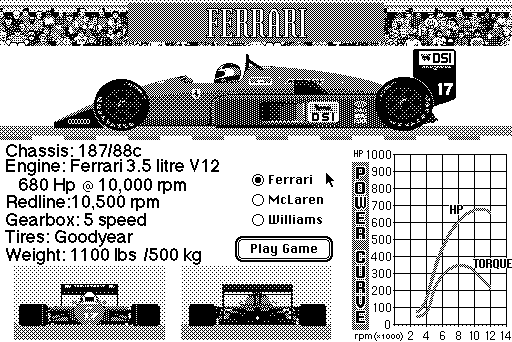 FERRARI
DSI
17
DSI
Chassis: 187/88c
Engine: Ferrari 3.5 litre V12
680 Hp @ 10,000 rpm
Redline:10,500 rpm
Gearbox: 5 speed
Tires: Goodyear
Weight: 1100 lbs /500 kg
Ferrari
McLaren
Williams
Play Game
POWER CURVE
HP 1000
900
800
700
600
500
400
300
200
100
0
HP
TORQUE
rpm (×1000) 2 4 6 8 10 12 14